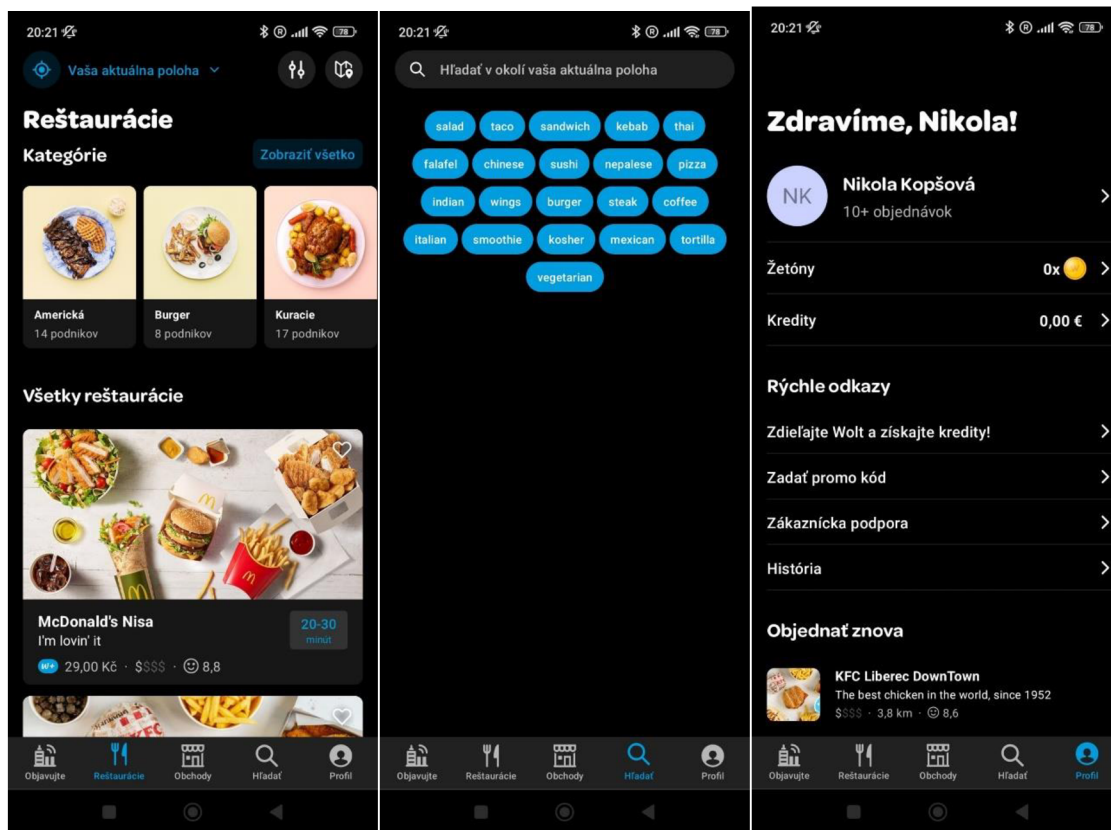 20:21
78
Vaša aktuálna poloha
Reštaurácie
Kategórie
Zobraziť všetko
Americká
14 podnikov
Burger
8 podnikov
Kuracie
17 podnikov
Všetky reštaurácie
McDonald's Nisa
I'm lovin' it
20-30
minút
W+ 29,00 Kč · $$$$ · 8,8
KFC
Objavujte
Reštaurácie
Obchody
Hľadať
Profil
20:21
78
Hľadať v okolí vaša aktuálna poloha
salad taco sandwich kebab thai
falafel chinese sushi nepalese pizza
indian wings burger steak coffee
italian smoothie kosher mexican tortilla
vegetarian
Objavujte
Reštaurácie
Obchody
Hľadať
Profil
20:21
78
Zdravíme, Nikola!
NK
Nikola Kopšová
10+ objednávok
Žetóny 0x
Kredity 0,00 €
Rýchle odkazy
Zdieľajte Wolt a získajte kredity!
Zadať promo kód
Zákaznícka podpora
História
Objednať znova
KFC Liberec DownTown
The best chicken in the world, since 1952
$$$$ · 3,8 km · 8,6
Objavujte
Reštaurácie
Obchody
Hľadať
Profil